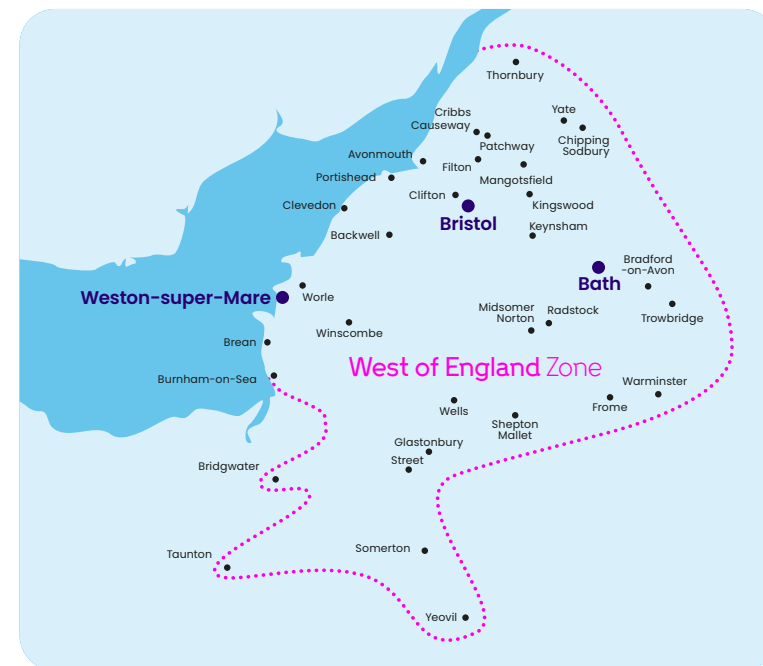 Thornbury
Cribbs
Causeway
Yate
Patchway
Chipping
Sodbury
Avonmouth
Filton
Portishead
Mangotsfield
Clifton
Clevedon
Kingswood
Bristol
Keynsham
Backwell
Bradford
-on-Avon
Bath
Weston-super-Mare
Worle
Midsomer
Norton
Radstock
Trowbridge
Winscombe
Brean
West of England Zone
Burnham-on-Sea
Warminster
Wells
Frome
Shepton
Mallet
Glastonbury
Street
Bridgwater
Somerton
Taunton
Yeovil